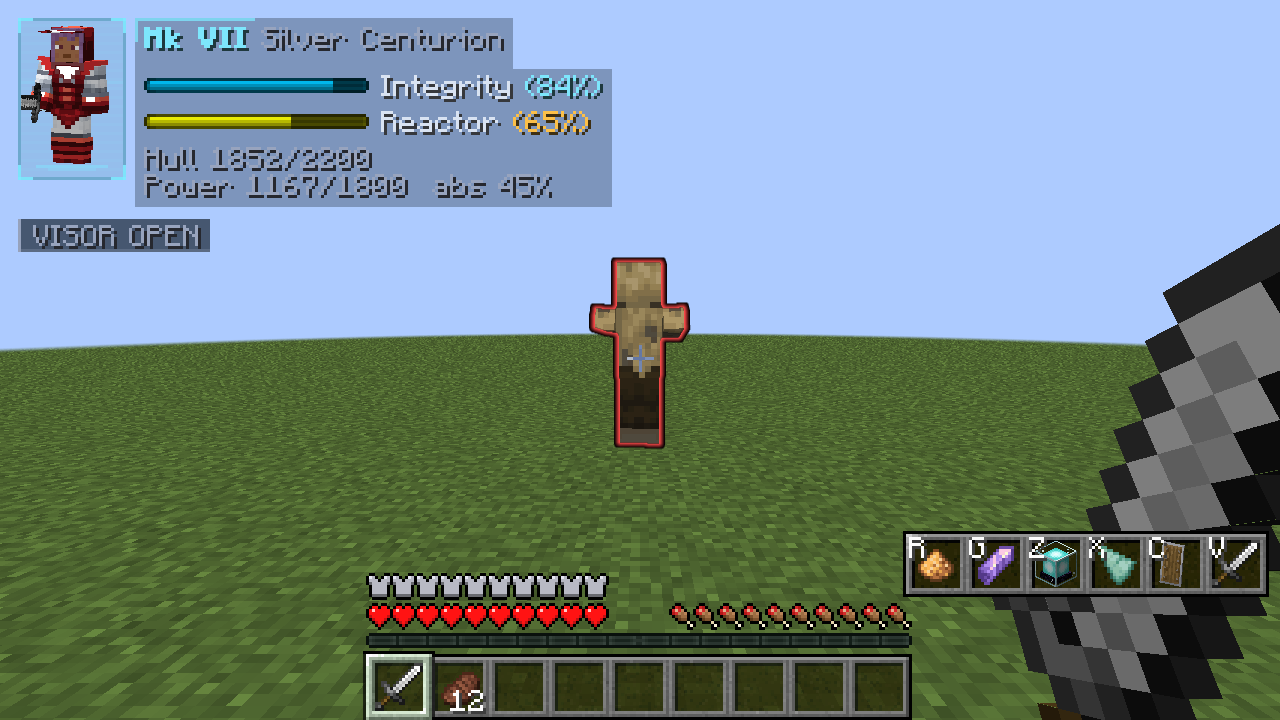 Mk VII Silver Centurion
Integrity (84%)
Reactor (65%)
Hull 1852/2200
Power 1167/1800 abs 45%
VISOR OPEN
R G Z X C V
12